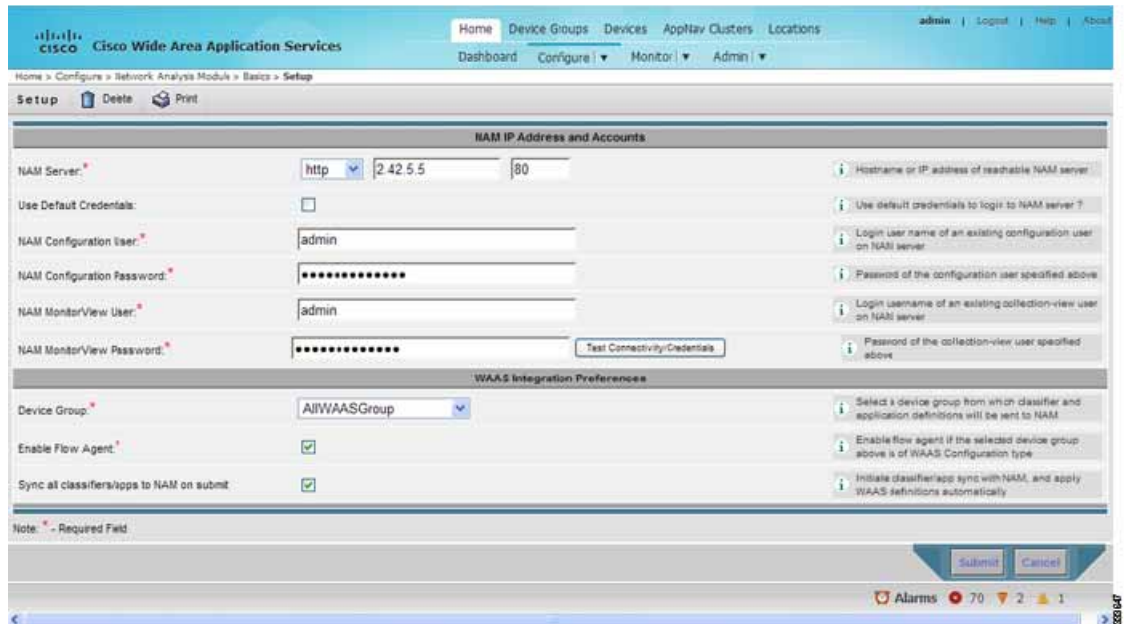 admin | Logout | Help | About
cisco Cisco Wide Area Application Services
Home Device Groups Devices AppNav Clusters Locations
Dashboard Configure | ▼ Monitor | ▼ Admin | ▼
Home > Configure > Network Analysis Module > Basics > Setup
Setup Delete Print
NAM IP Address and Accounts
NAM Server:* http 2.42.5.5 80 i Hostname or IP address of reachable NAM server
Use Default Credentials: i Use default credentials to login to NAM server ?
NAM Configuration User:* admin i Login user name of an existing configuration user
on NAM server
NAM Configuration Password:* ●●●●●●●●●●●●● i Password of the configuration user specified above
NAM MonitorView User:* admin i Login username of an existing collection-view user
on NAM server
NAM MonitorView Password:* ●●●●●●●●●●●●● Test Connectivity/Credentials i Password of the collection-view user specified
above
WAAS Integration Preferences
Device Group:* AllWAASGroup i Select a device group from which classifier and
application definitions will be sent to NAM
Enable Flow Agent:* i Enable flow agent if the selected device group
above is of WAAS Configuration type
Sync all classifiers/apps to NAM on submit i Initiate classifier/app sync with NAM, and apply
WAAS definitions automatically
Note: * - Required Field
Submit Cancel
Alarms 70 2 1